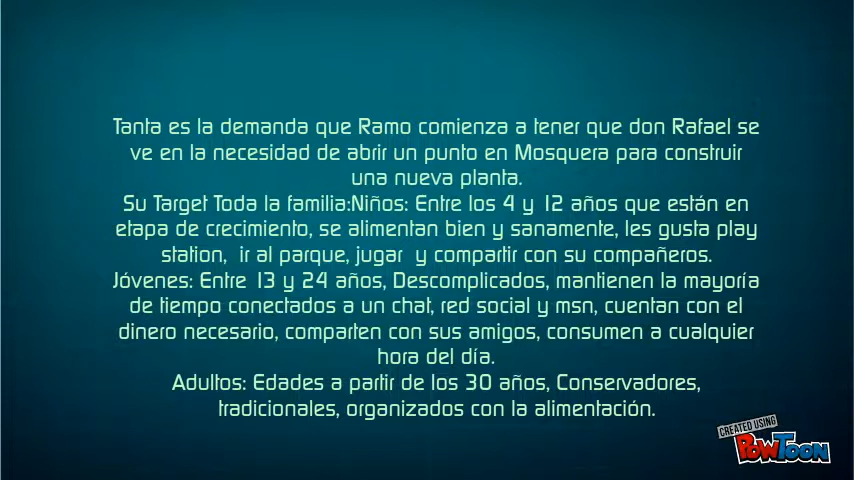 Tanta es la demanda que Ramo comienza a tener que don Rafael se
ve en la necesidad de abrir un punto en Mosquera para construir
una nueva planta.
Su Target Toda la familia:Niños: Entre los 4 y 12 años que están en
etapa de crecimiento, se alimentan bien y sanamente, les gusta play
station, ir al parque, jugar y compartir con su compañeros.
Jóvenes: Entre 13 y 24 años, Descomplicados, mantienen la mayoría
de tiempo conectados a un chat, red social y msn, cuentan con el
dinero necesario, comparten con sus amigos, consumen a cualquier
hora del día.
Adultos: Edades a partir de los 30 años, Conservadores,
tradicionales, organizados con la alimentación.
CREATED USING
POWTOON